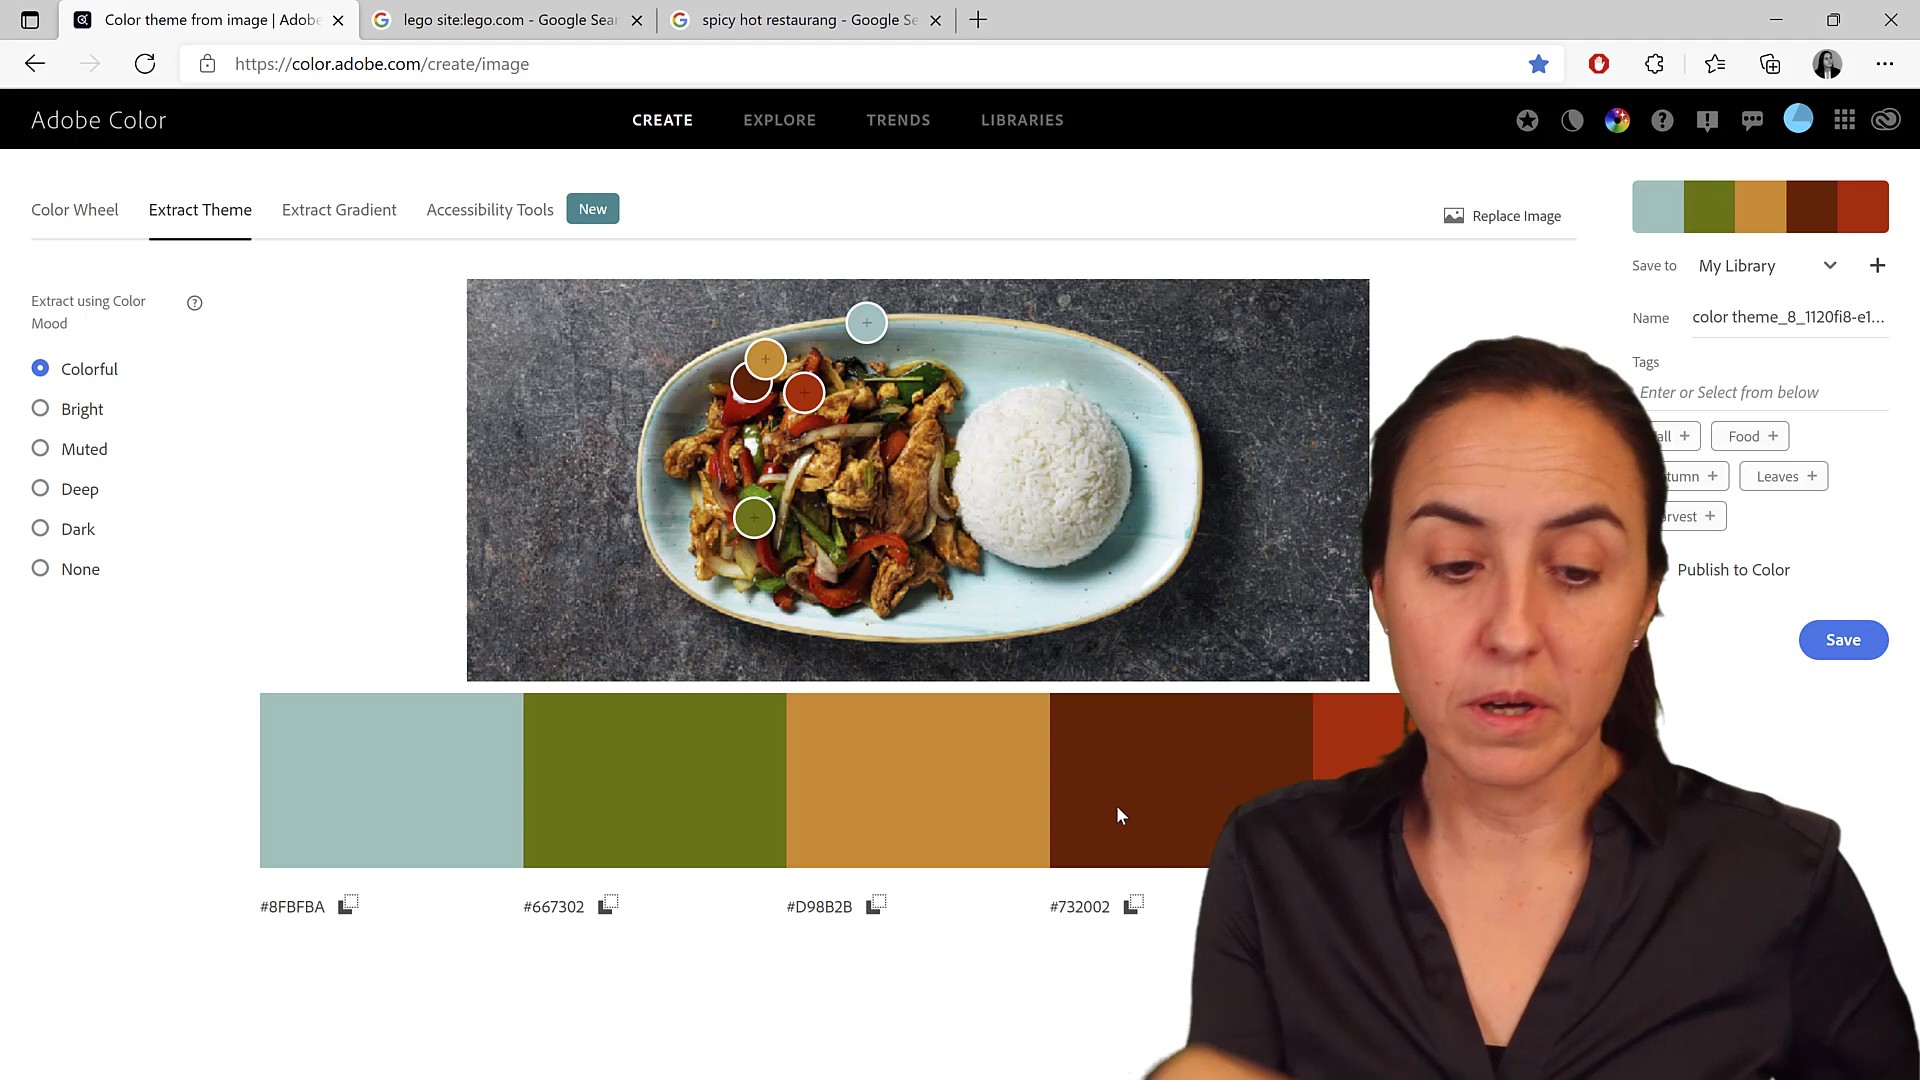 Color theme from image | Adobe
lego site:lego.com - Google Sear
spicy hot restaurang - Google Se
https://color.adobe.com/create/image
Adobe Color
CREATE
EXPLORE
TRENDS
LIBRARIES
Color Wheel
Extract Theme
Extract Gradient
Accessibility Tools
New
Replace Image
Save to
My Library
Name
color theme_8_1120fi8-e1...
Tags
Enter or Select from below
Food +
Leaves +
Publish to Color
Save
Extract using Color
Mood
Colorful
Bright
Muted
Deep
Dark
None
#8FBFBA
#667302
#D98B2B
#732002